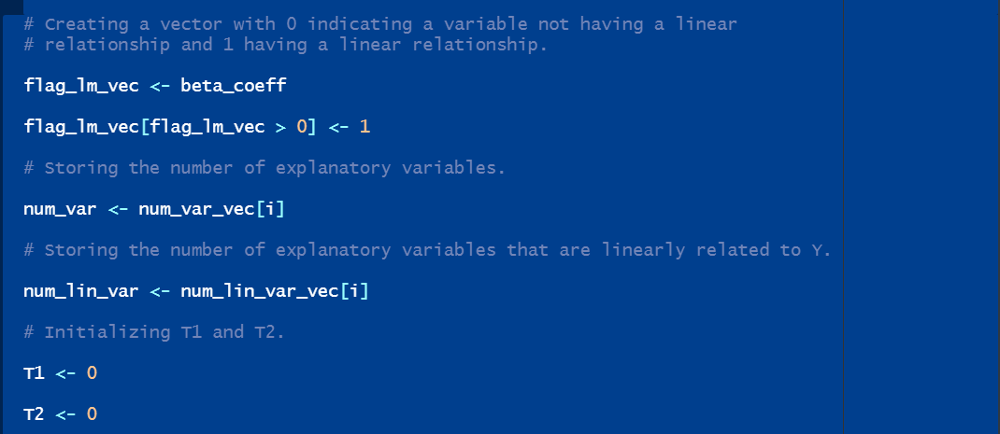 # Creating a vector with 0 indicating a variable not having a linear
# relationship and 1 having a linear relationship.
flag_lm_vec <- beta_coeff
flag_lm_vec[flag_lm_vec > 0] <- 1
# Storing the number of explanatory variables.
num_var <- num_var_vec[i]
# Storing the number of explanatory variables that are linearly related to Y.
num_lin_var <- num_lin_var_vec[i]
# Initializing T1 and T2.
T1 <- 0
T2 <- 0